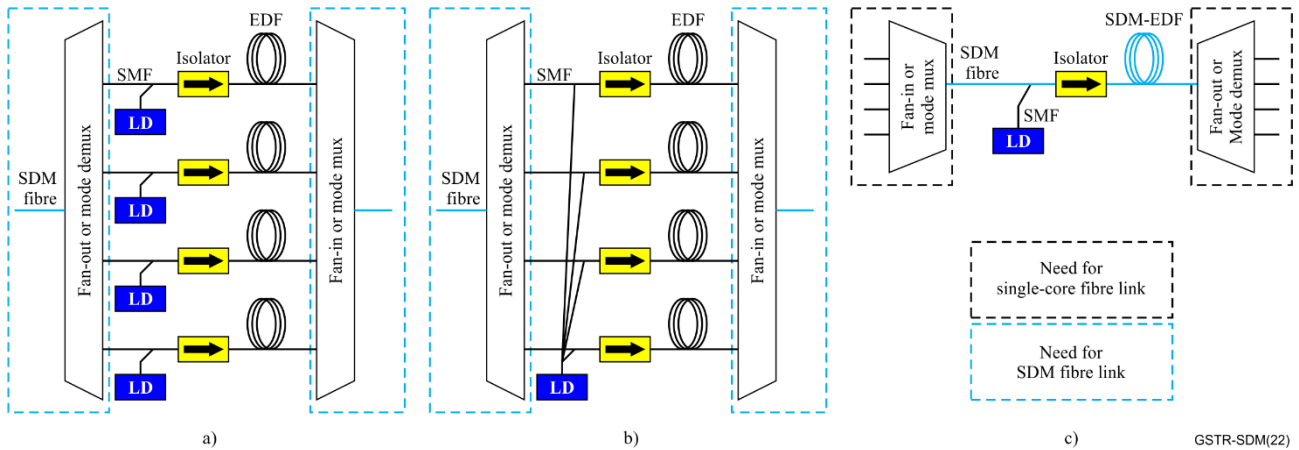 EDF
Isolator
SMF
LD
LD
LD
LD
SDM
fibre
Fan-out or mode demux
Fan-in or mode mux
a)
EDF
Isolator
SMF
LD
SDM
fibre
Fan-out or mode demux
Fan-in or mode mux
b)
SDM-EDF
Isolator
SDM
fibre
SMF
LD
Fan-in or
mode mux
Fan-out or
Mode demux
Need for
single-core fibre link
Need for
SDM fibre link
c)
GSTR-SDM(22)